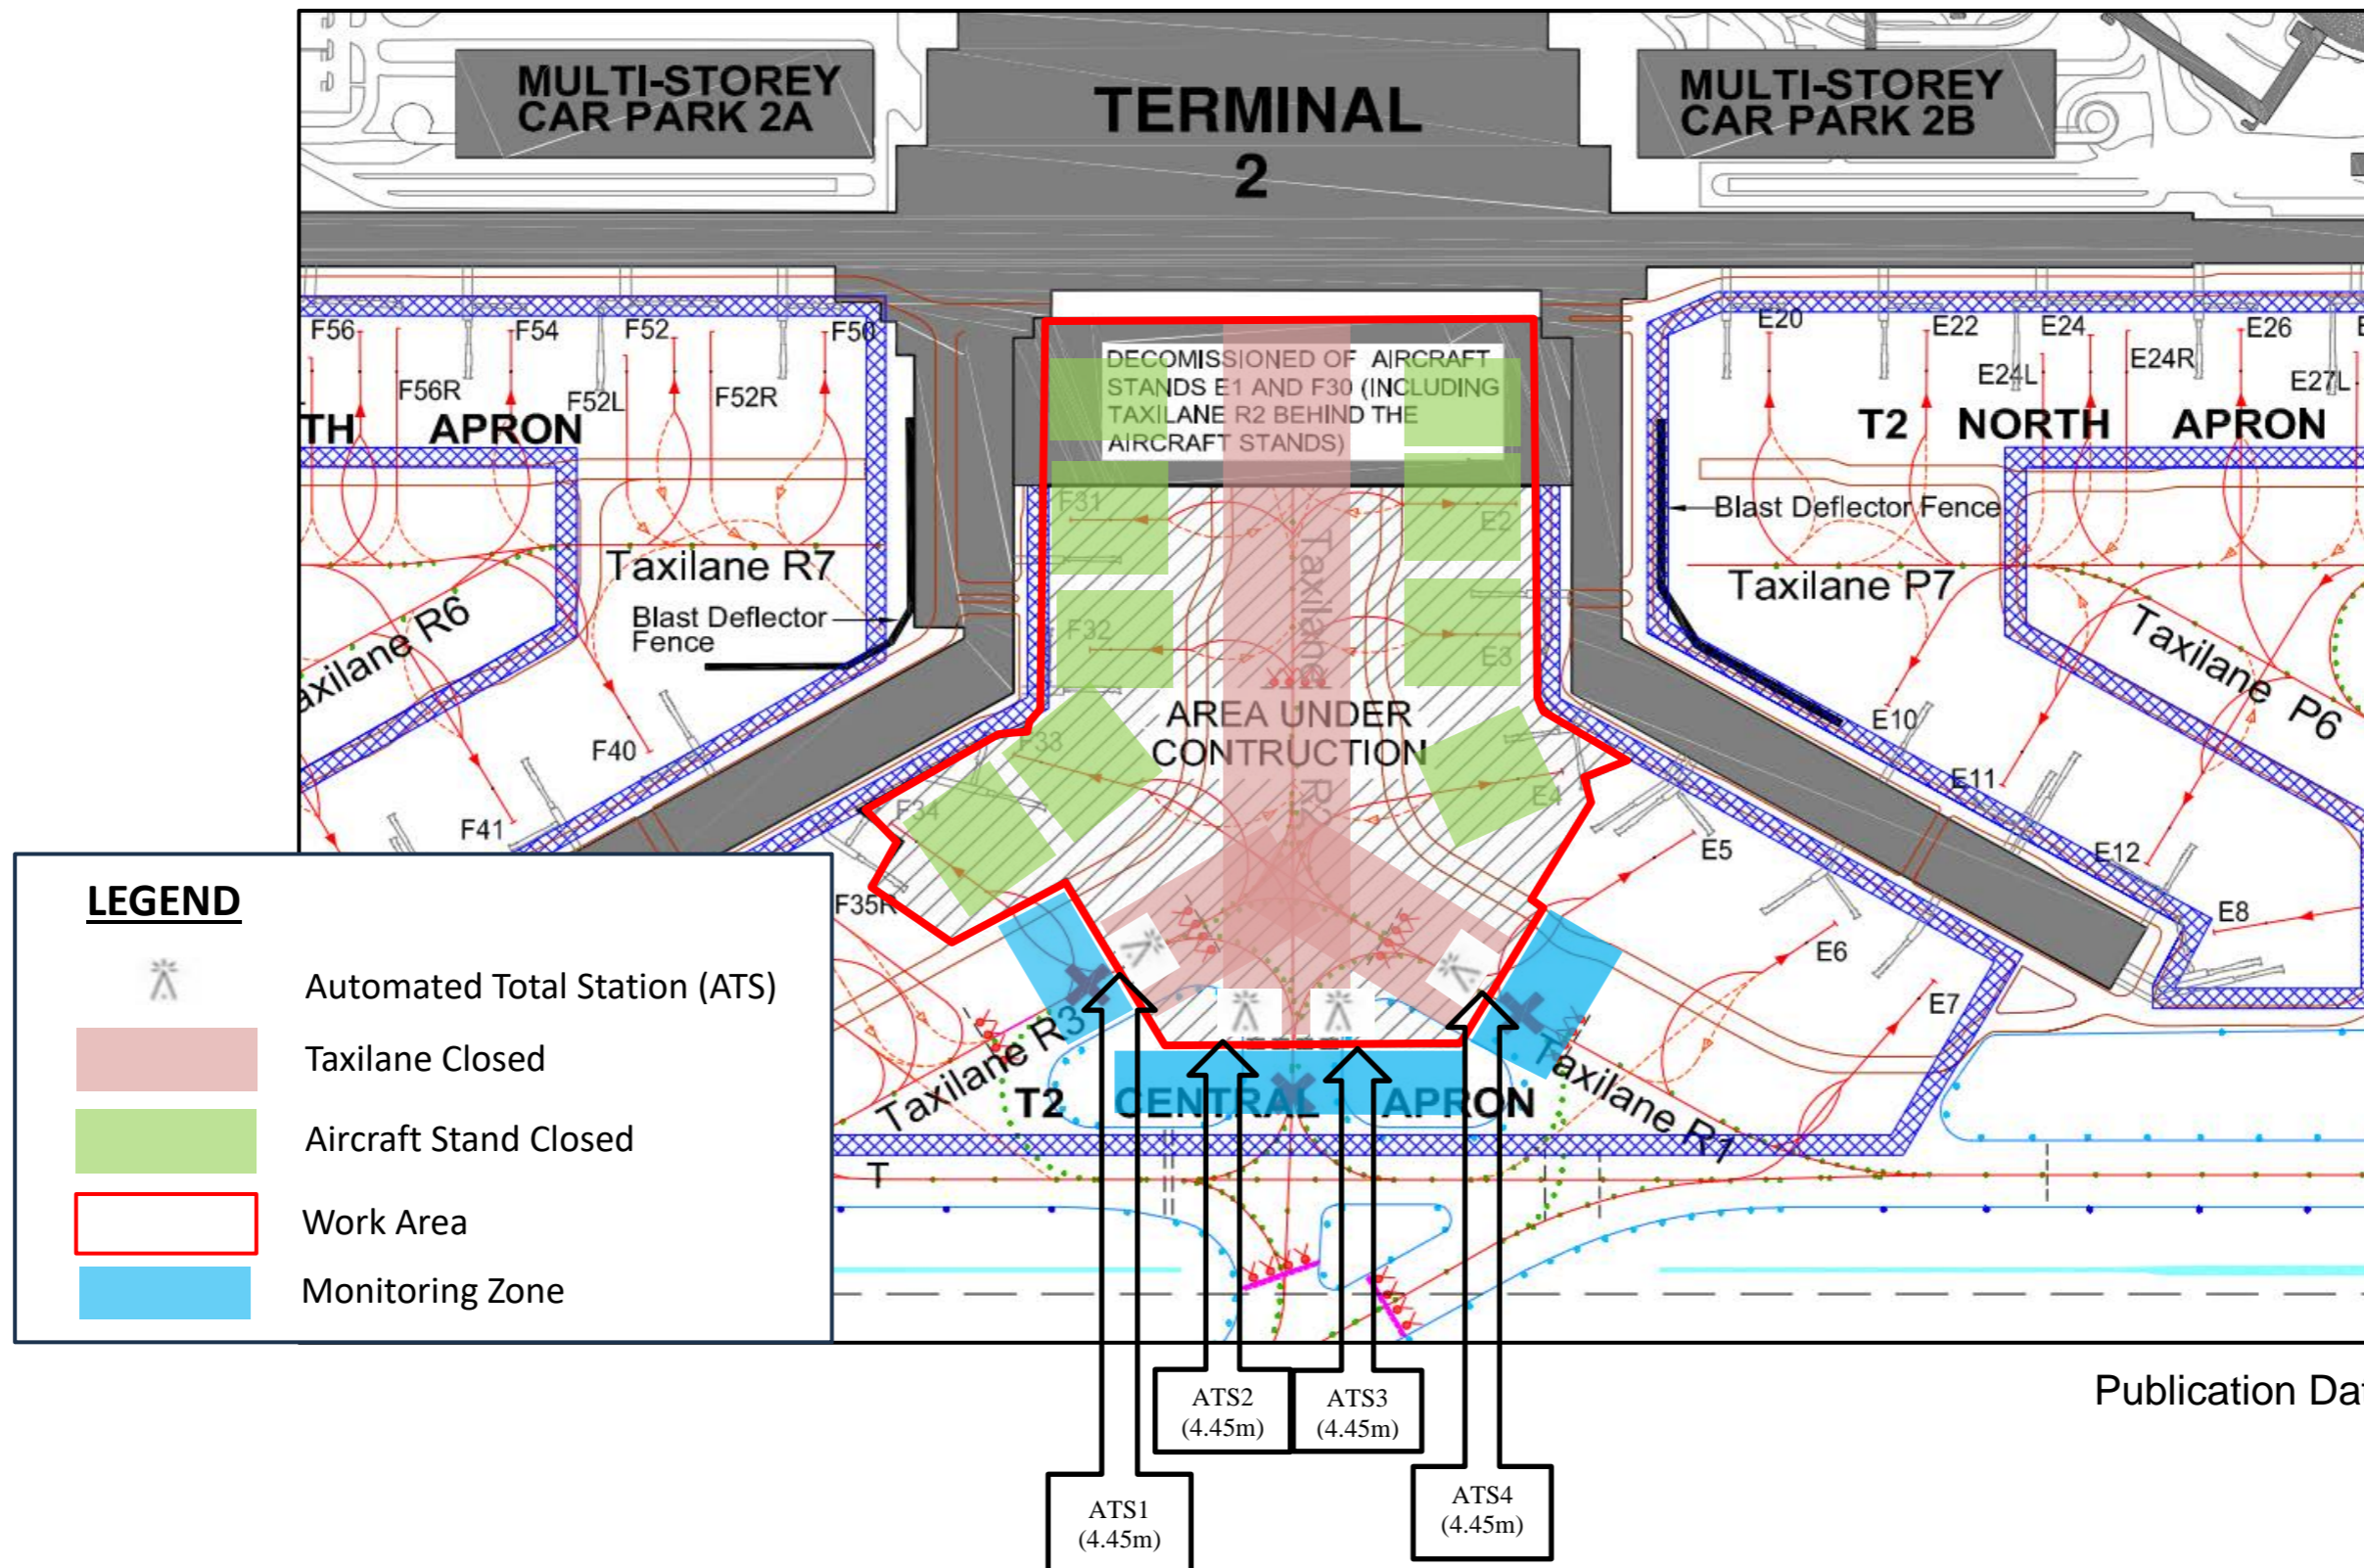 MULTI-STOREY
CAR PARK 2A
TERMINAL
2
MULTI-STOREY
CAR PARK 2B
DECOMISSIONED OF AIRCRAFT
STANDS E1 AND F30 (INCLUDING
TAXILANE R2 BEHIND THE
AIRCRAFT STANDS)
F56
F54
F52
F50
F56R
F52L
F52R
TH APRON
E20
E22
E24
E26
E24L
E24R
E27L
T2 NORTH APRON
F31
E2
Blast Deflector Fence
Taxilane R7
Taxilane P7
Blast Deflector
Fence
axilane R6
Taxilane P6
F32
E3
Taxilane R2
AREA UNDER
CONTRUCTION
F33
E4
F34
F40
F41
E10
E11
E12
E5
E6
E7
E8
F35R
Taxilane R3
Taxilane R1
T2 CENTRAL APRON
T
LEGEND
Automated Total Station (ATS)
Taxilane Closed
Aircraft Stand Closed
Work Area
Monitoring Zone
ATS2
(4.45m)
ATS3
(4.45m)
ATS1
(4.45m)
ATS4
(4.45m)
Publication Dat